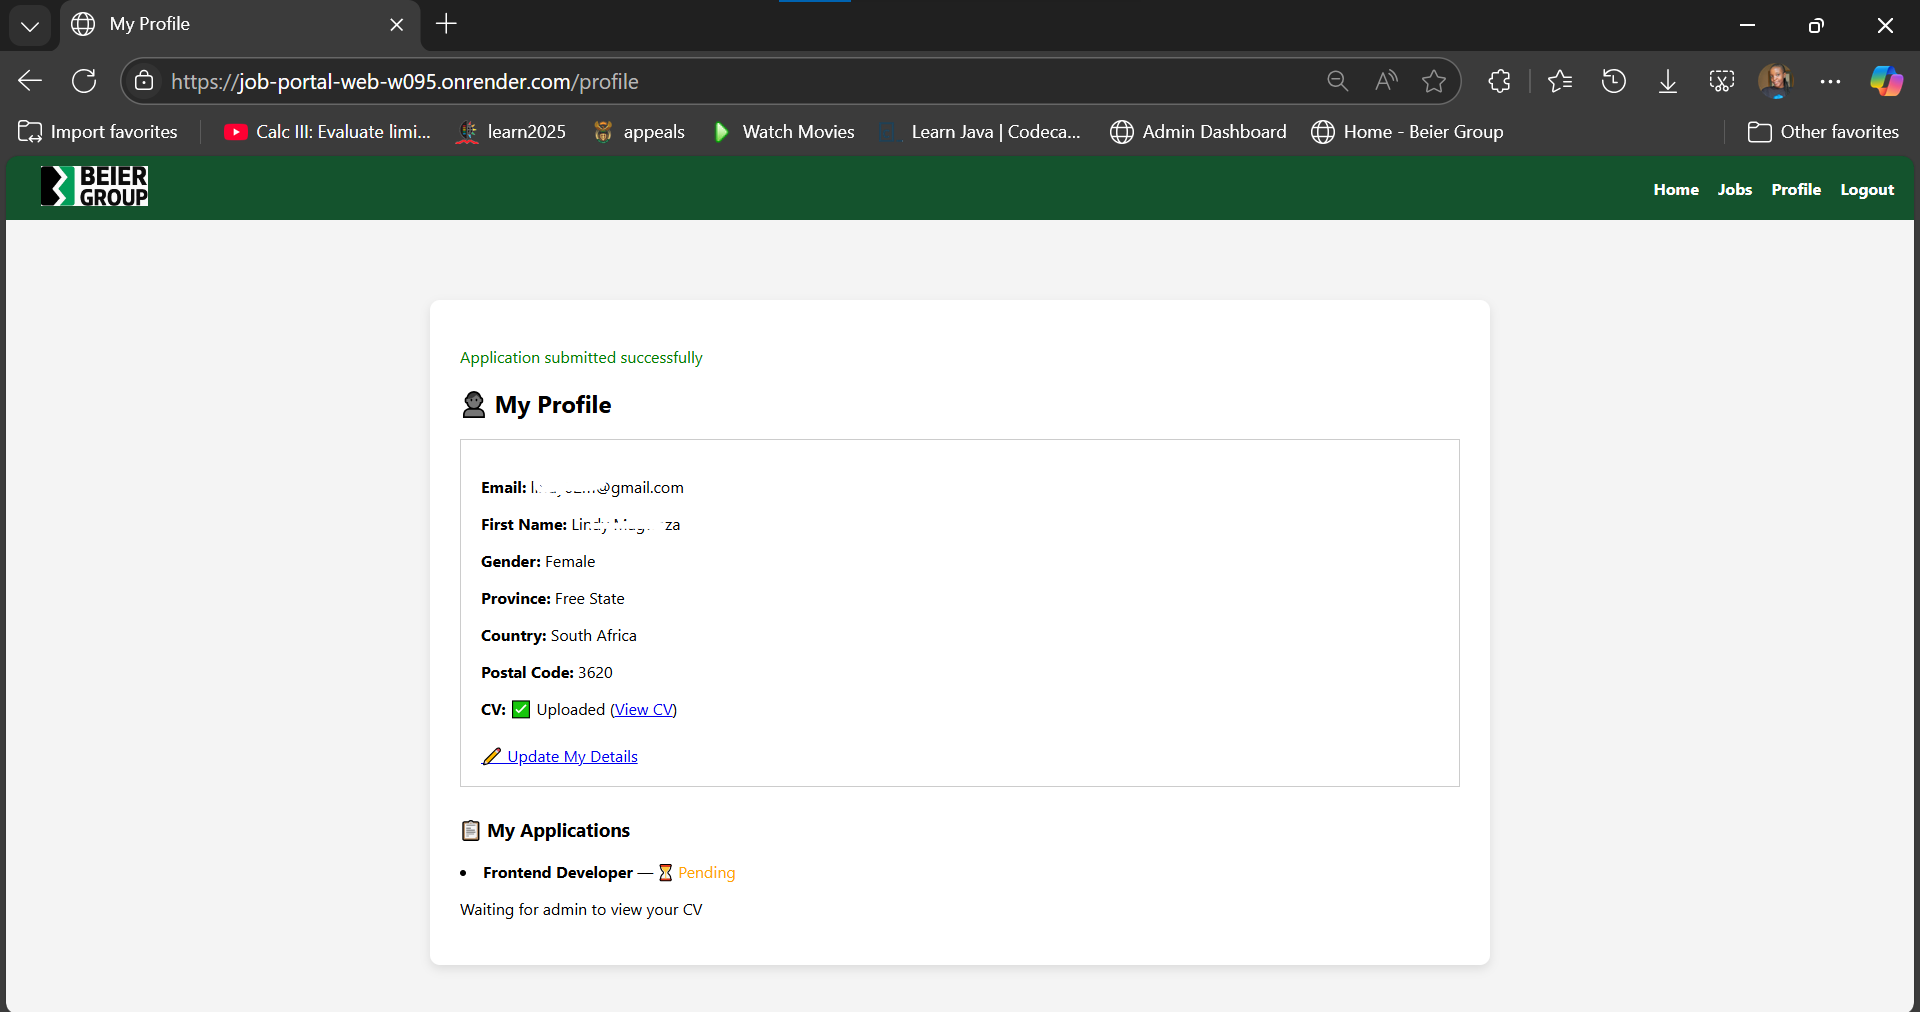 My Profile
https://job-portal-web-w095.onrender.com/profile
Import favorites
Calc III: Evaluate limi...
learn2025
appeals
Watch Movies
Learn Java | Codeca...
Admin Dashboard
Home - Beier Group
Other favorites
BEIER GROUP
Home Jobs Profile Logout
Application submitted successfully
My Profile
Email: @gmail.com
First Name:
Gender: Female
Province: Free State
Country: South Africa
Postal Code: 3620
CV: ✅ Uploaded (View CV)
Update My Details
My Applications
• Frontend Developer — ⏳ Pending
Waiting for admin to view your CV